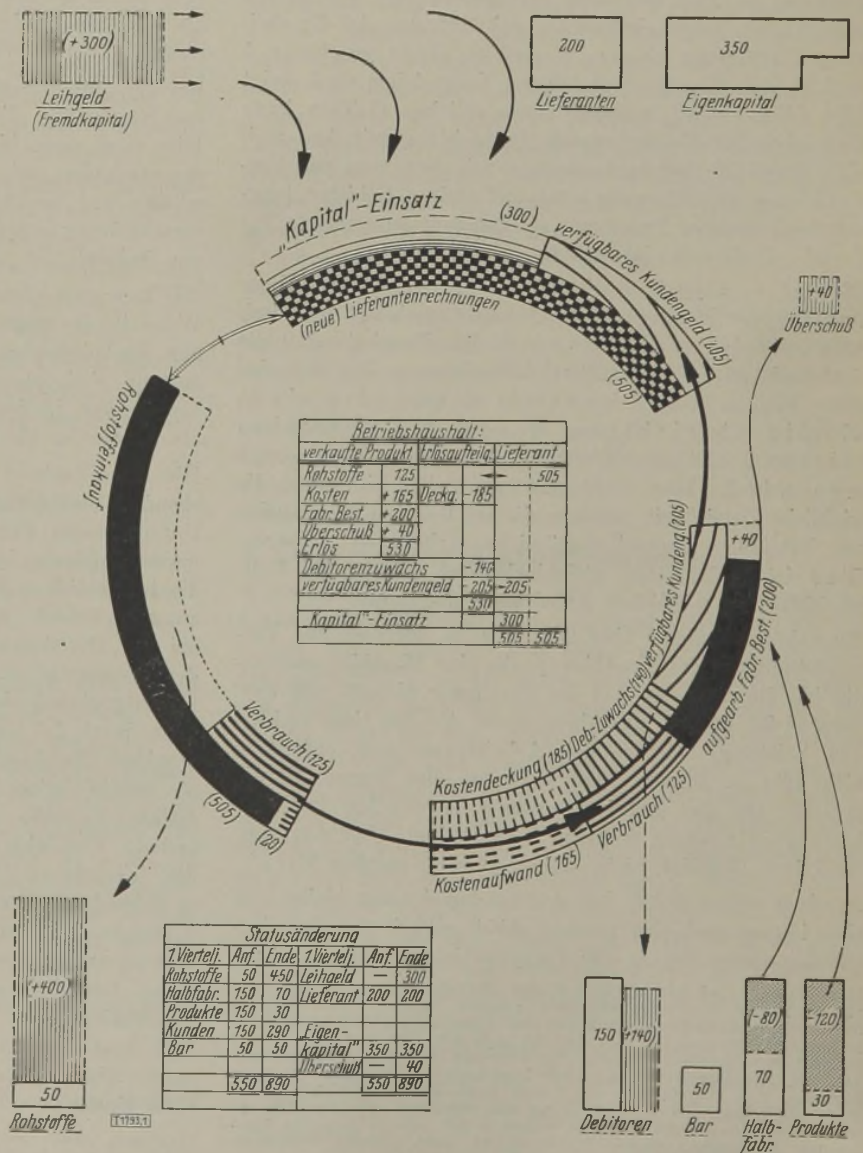 (+300)
Leihgeld
(Fremdkapital)
200
Lieferanten
350
Eigenkapital
„Kapital"-Einsatz
(300)
verfügbares Kundengeld (205)
(neue) Lieferantenrechnungen
(505)
+40
Überschuß
Rohstoffeinkauf
Betriebshaushalt:
verkaufte Produkt Erlösaufteilg. Lieferant
Rohstoffe 125 505
Kosten + 165 Deckg. -185
Fabr. Best. + 200
Überschuß + 40
Erlös 530
Debitorenzuwachs -140
verfügbares Kundengeld -205 -205
530
„Kapital"-Einsatz 300
505 505
+40
verfügbares Kundeng. (205)
aufgearb. Fabr. Best. (200)
Deb.-Zuwachs (140)
Kostendeckung (185)
Verbrauch (125)
Kostenaufwand (165)
Verbrauch (125)
(505)
(20)
(+400)
50
Rohstoffe
T1793,1
Statusänderung
1. Viertelj. Anf. Ende 1. Viertelj. Anf. Ende
Rohstoffe 50 450 Leihgeld — 300
Halbfabr. 150 70 Lieferant 200 200
Produkte 150 30
Kunden 150 290 „Eigen-
Bar 50 50 kapital" 350 350
Überschuß — 40
550 890 550 890
150
(+140)
Debitoren
50
Bar
(-80)
70
Halb-
fabr.
(-120)
30
Produkte